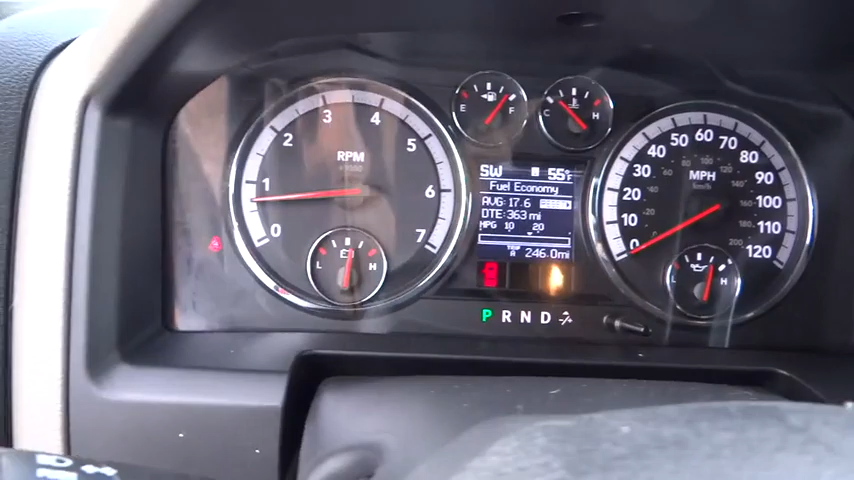 RPM
x1000
0
1
2
3
4
5
6
7
E
F
C
H
L
H
SW
E
55°F
Fuel Economy
AVG: 17.6
DTE:363 mi
MPG 10 20
TRIP
A 246.0mi
P R N D
MPH
0
10
20
30
40
50
60
70
80
90
100
110
120
L
H